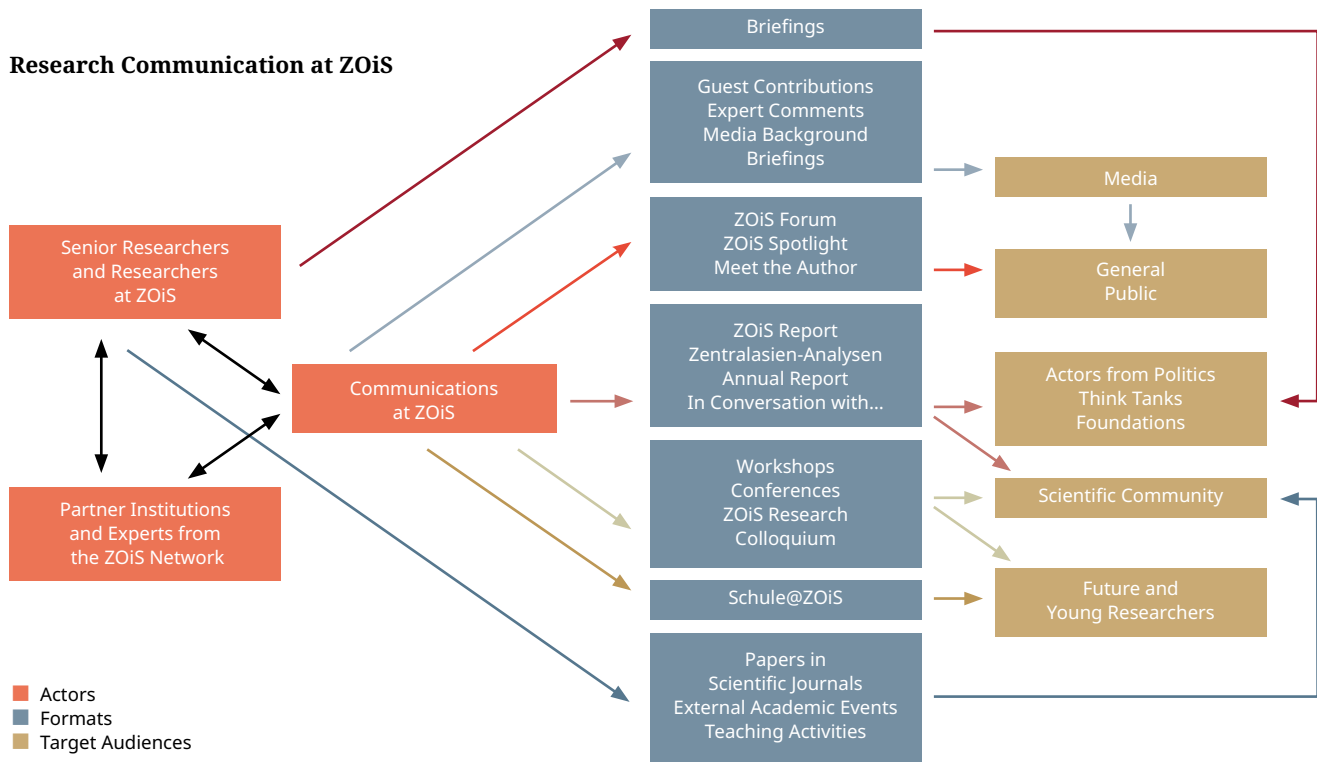 Research Communication at ZOiS
Senior Researchers
and Researchers
at ZOiS
Communications
at ZOiS
Partner Institutions
and Experts from
the ZOiS Network
Briefings
Guest Contributions
Expert Comments
Media Background
Briefings
ZOiS Forum
ZOiS Spotlight
Meet the Author
ZOiS Report
Zentralasien-Analysen
Annual Report
In Conversation with...
Workshops
Conferences
ZOiS Research
Colloquium
Schule@ZOiS
Papers in
Scientific Journals
External Academic Events
Teaching Activities
Media
General
Public
Actors from Politics
Think Tanks
Foundations
Scientific Community
Future and
Young Researchers
Actors
Formats
Target Audiences